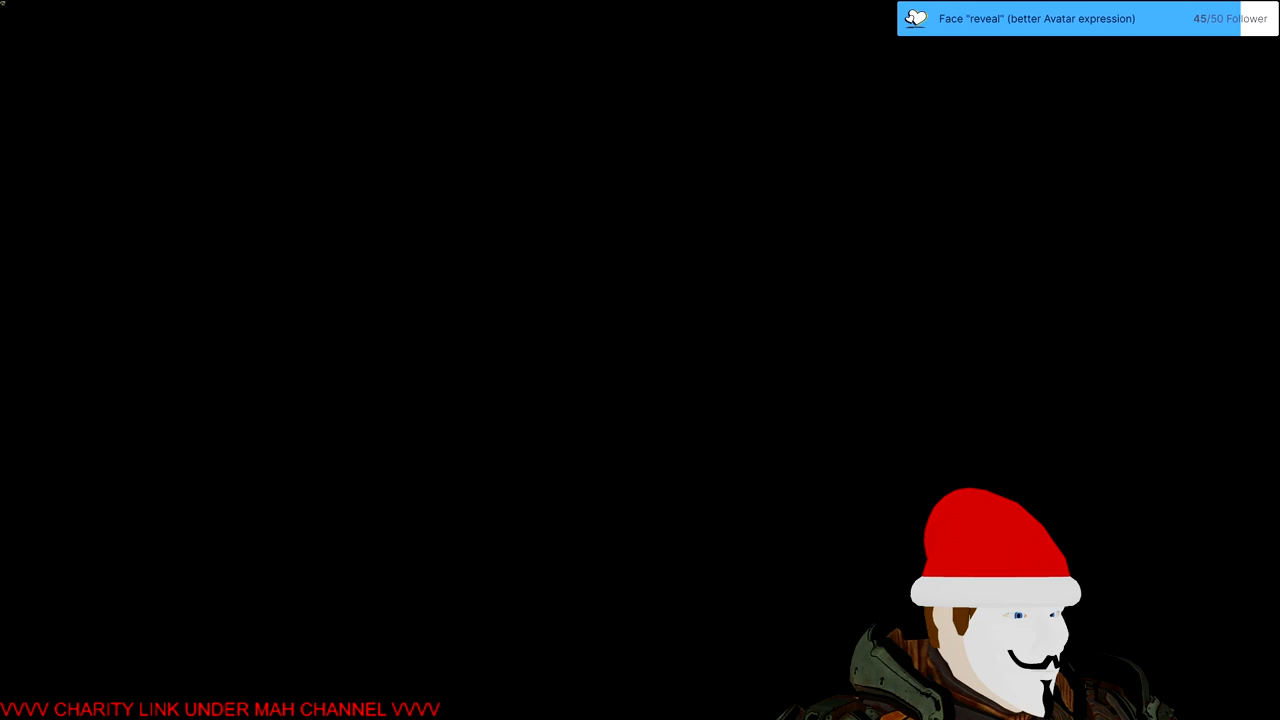 Face "reveal" (better Avatar expression) 45/50 Follower
VVVV CHARITY LINK UNDER MAH CHANNEL VVVV